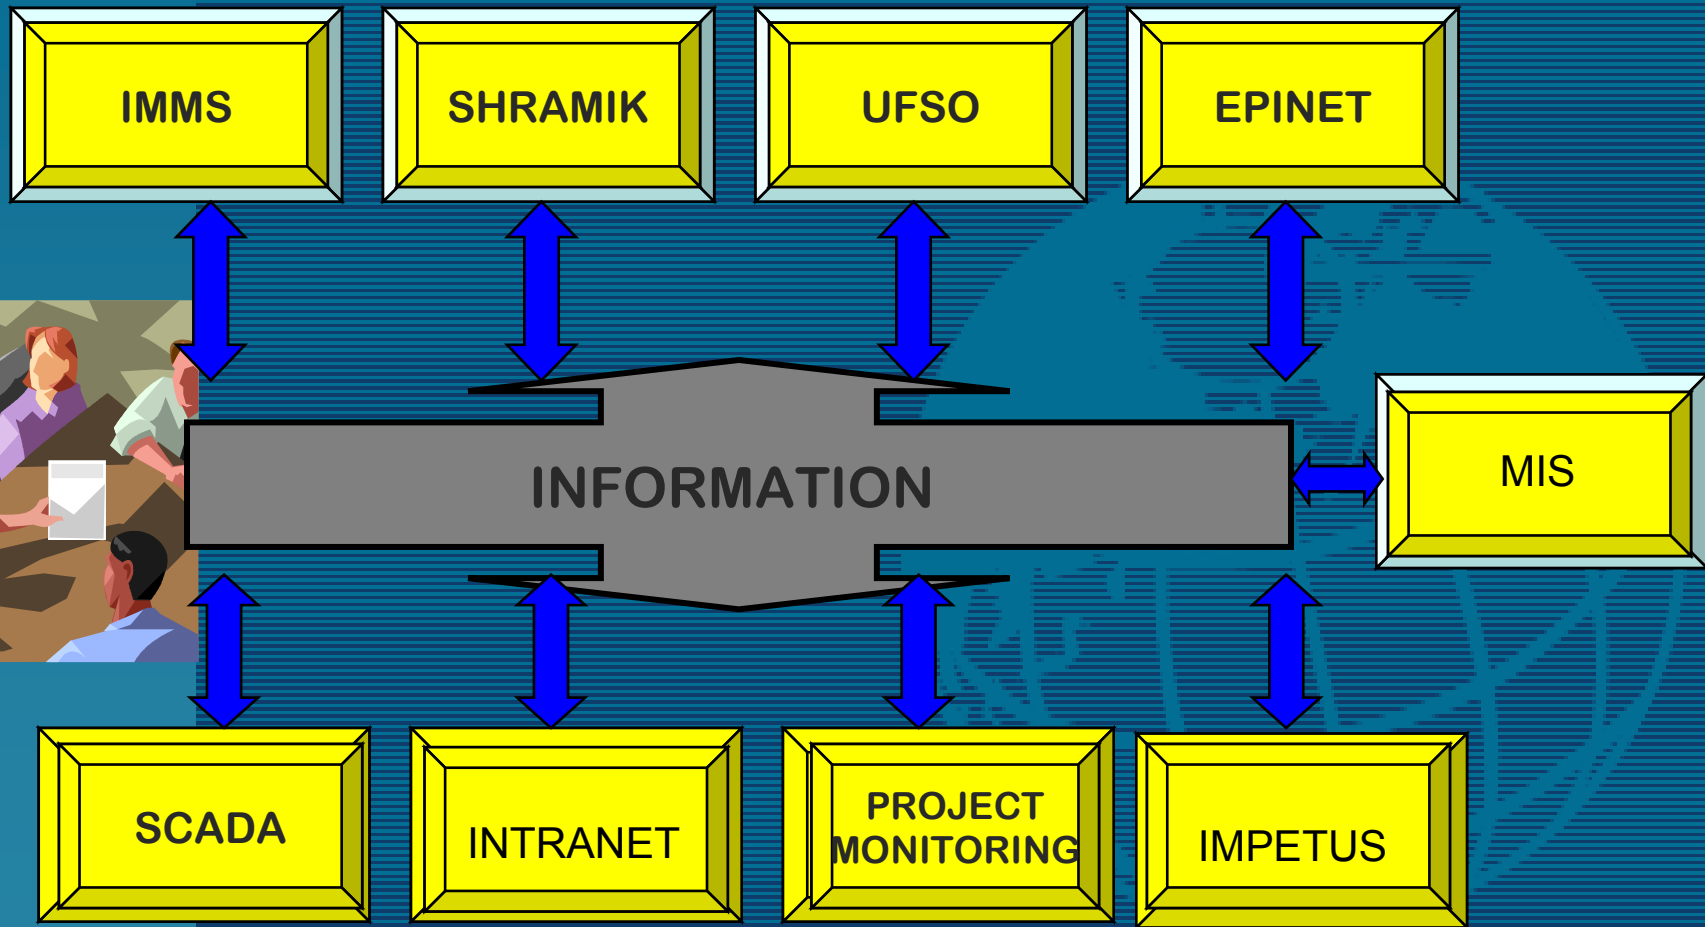 IMMS
SHRAMIK
UFSO
EPINET
INFORMATION
MIS
SCADA
INTRANET
PROJECT
MONITORING
IMPETUS